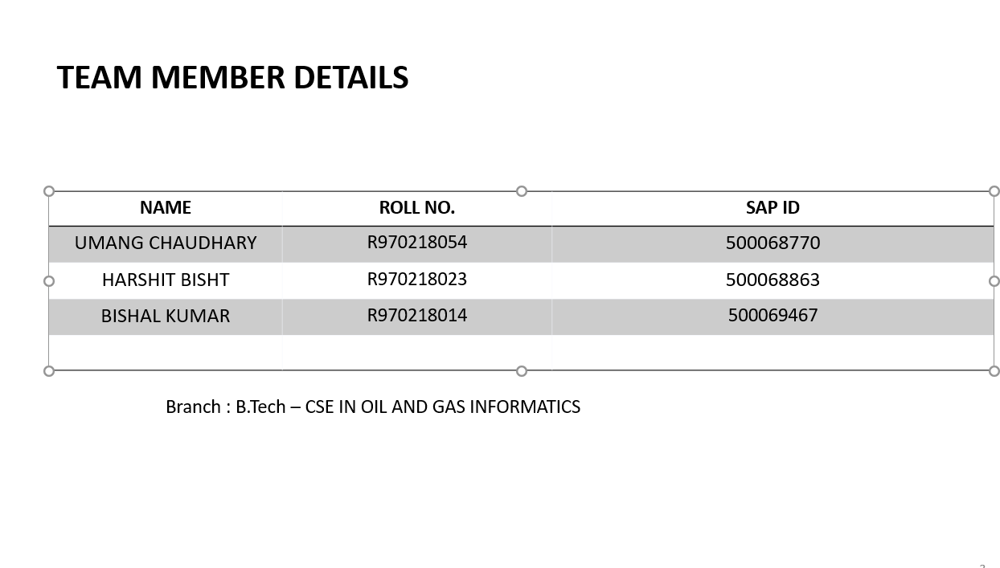 TEAM MEMBER DETAILS
NAME ROLL NO. SAP ID
UMANG CHAUDHARY R970218054 500068770
HARSHIT BISHT R970218023 500068863
BISHAL KUMAR R970218014 500069467
Branch : B.Tech – CSE IN OIL AND GAS INFORMATICS